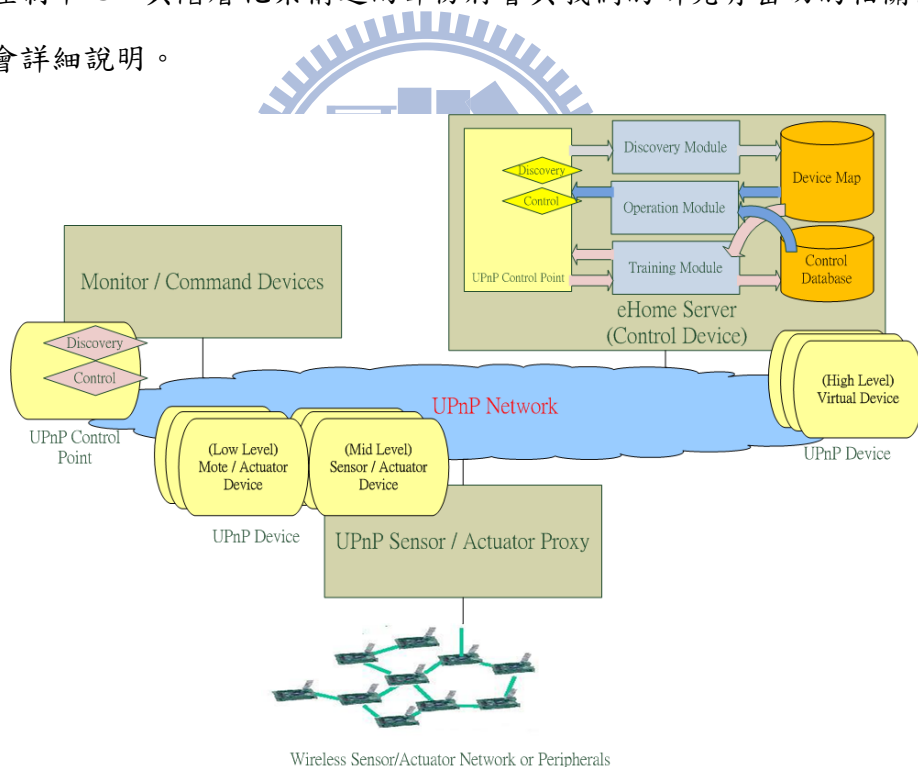 會詳細說明。
Discovery Module
Device Map
Discovery
Operation Module
Control
Training Module
Control
Database
UPnP Control Point
eHome Server
(Control Device)
Monitor / Command Devices
Discovery
Control
UPnP Control
Point
UPnP Network
(High Level)
Virtual Device
UPnP Device
(Low Level)
Mote / Actuator
Device
(Mid Level)
Sensor / Actuator
Device
UPnP Device
UPnP Sensor / Actuator Proxy
Wireless Sensor/Actuator Network or Peripherals